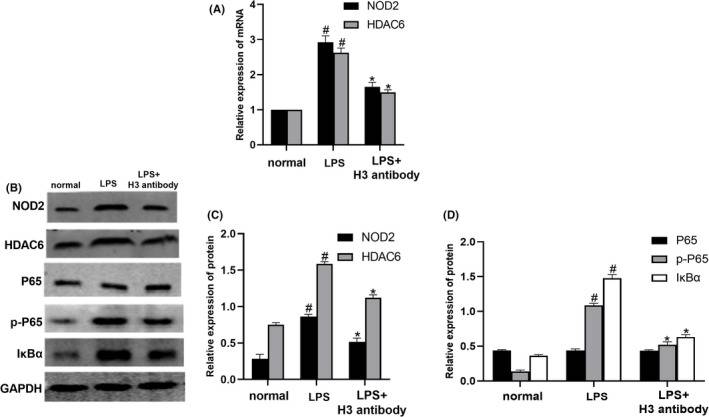 (A)
NOD2
HDAC6
Relative expression of mRNA
4
3
2
1
0
#
#
*
*
normal
LPS
LPS+
H3 antibody
(B)
normal
LPS
LPS+
H3 antibody
NOD2
HDAC6
P65
p-P65
IκBα
GAPDH
(C)
NOD2
HDAC6
Relative expression of protein
2.0
1.5
1.0
0.5
0.0
#
#
*
*
normal
LPS
LPS+
H3 antibody
(D)
P65
p-P65
IκBα
Relative expression of protein
2.0
1.5
1.0
0.5
0.0
#
#
*
*
normal
LPS
LPS+
H3 antibody